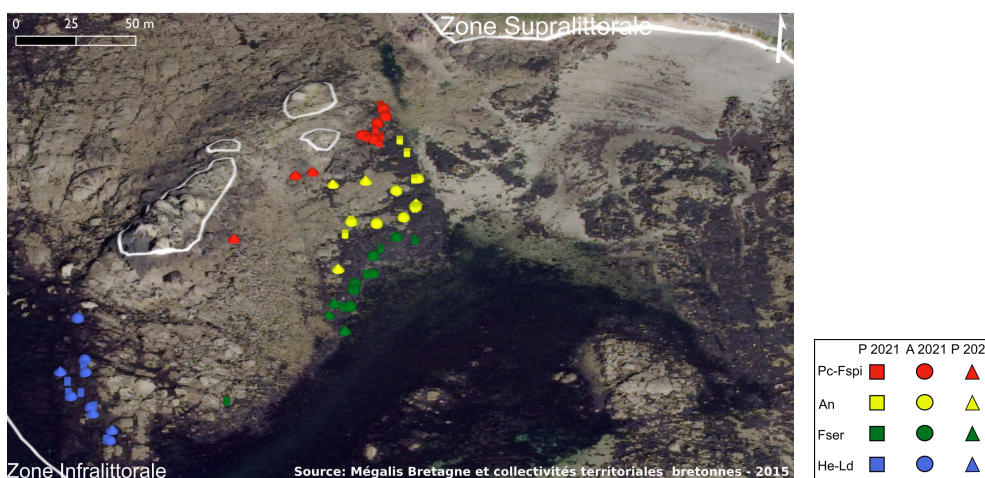 0 25 50 m
Zone Supralittorale
Zone Infralittorale
Source: Mégalis Bretagne et collectivités territoriales bretonnes - 2015
P 2021 A 2021 P 202
Pc-Fspi
An
Fser
He-Ld